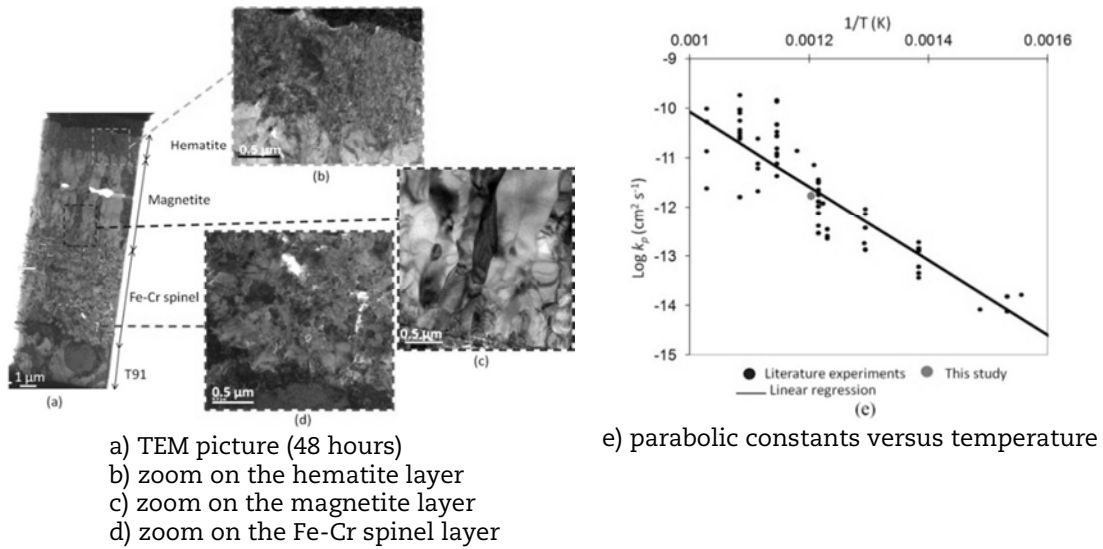 Hematite
Magnetite
Fe-Cr spinel
T91
1 μm
(a)
0.5 μm
(b)
0.5 μm
(c)
0.5 μm
(d)
1/T (K)
0.001 0.0012 0.0014 0.0016
-9
-10
-11
-12
-13
-14
-15
Log kp (cm² s⁻¹)
Literature experiments This study
Linear regression
(e)
a) TEM picture (48 hours)
b) zoom on the hematite layer
c) zoom on the magnetite layer
d) zoom on the Fe-Cr spinel layer
e) parabolic constants versus temperature